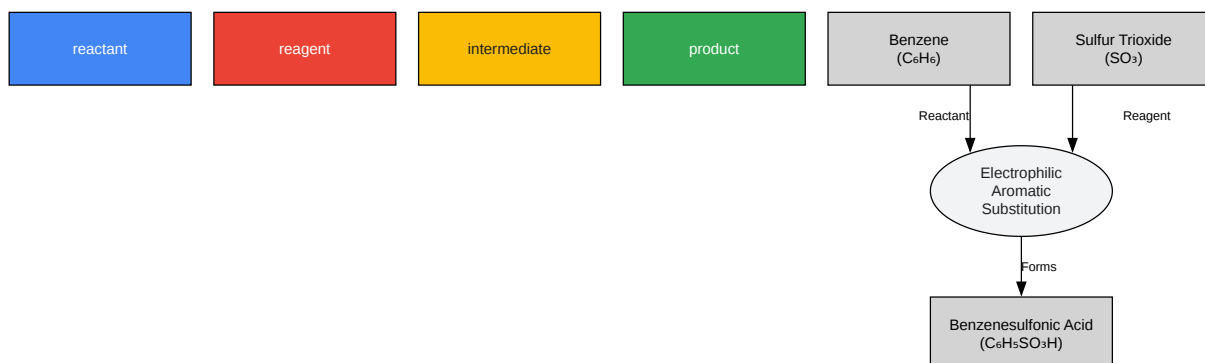 reactant
reagent
intermediate
product
Benzene
(C₆H₆)
Sulfur Trioxide
(SO₃)
Reactant
Reagent
Electrophilic
Aromatic
Substitution
Forms
Benzenesulfonic Acid
(C₆H₅SO₃H)